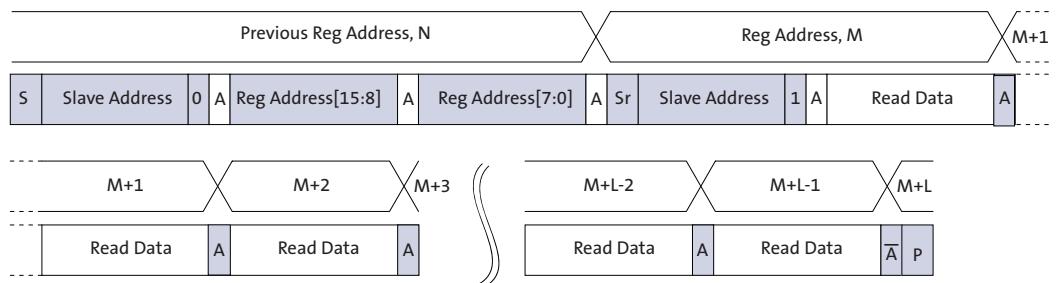 Previous Reg Address, N Reg Address, M M+1
S Slave Address 0 A Reg Address[15:8] A Reg Address[7:0] A Sr Slave Address 1 A Read Data A
M+1 M+2 M+3 M+L-2 M+L-1 M+L
Read Data A Read Data A Read Data A Read Data A̅ P